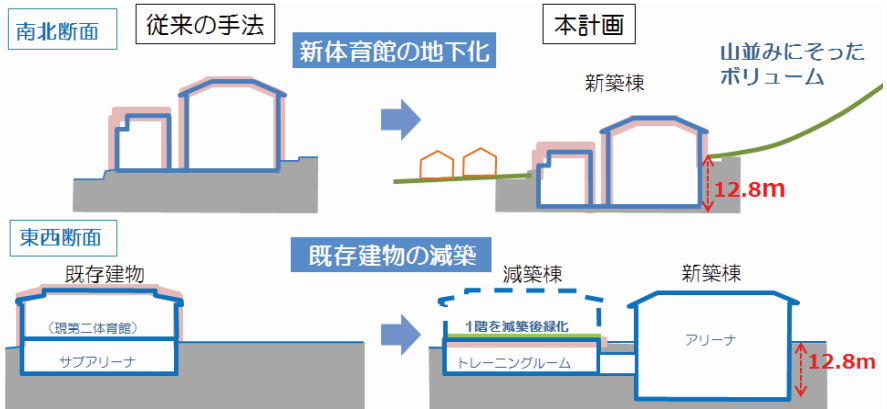 南北断面
従来の手法
新体育館の地下化
本計画
山並みにそった
ボリューム
新築棟
12.8m
東西断面
既存建物の減築
既存建物
減築棟
新築棟
(現第二体育館)
1階を減築後緑化
アリーナ
サブアリーナ
トレーニングルーム
12.8m